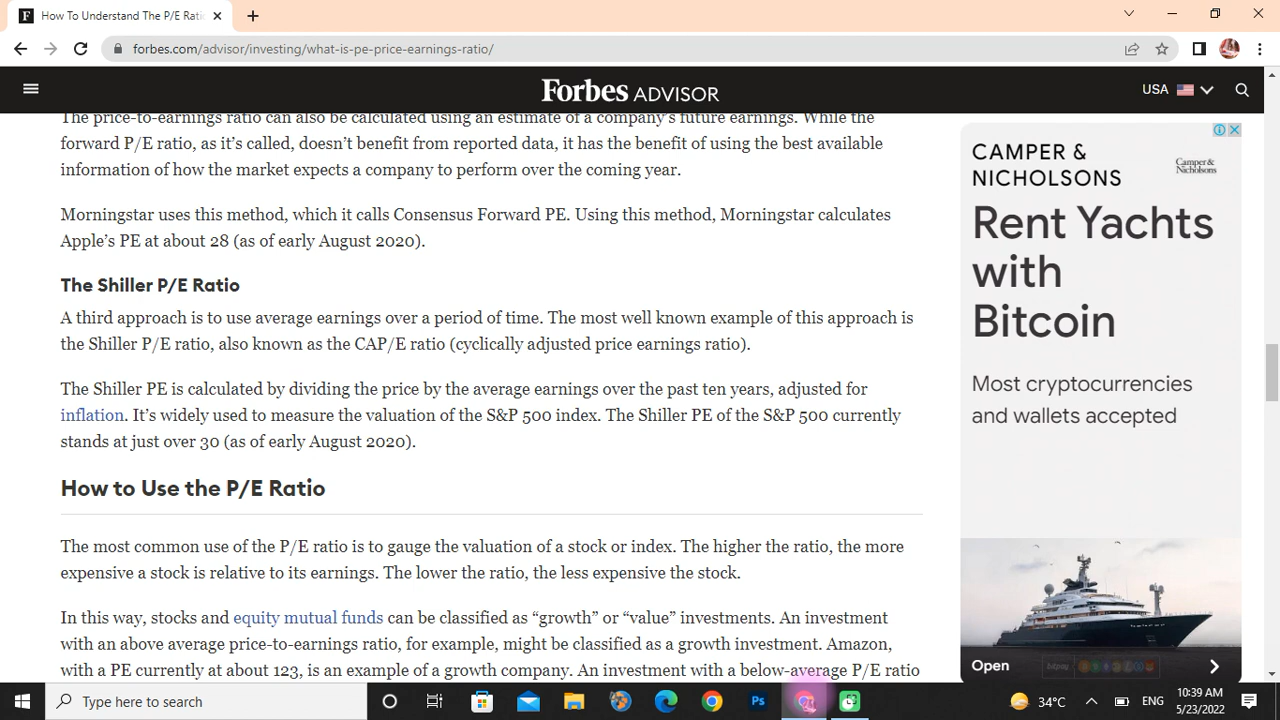 How To Understand The P/E Rati
forbes.com/advisor/investing/what-is-pe-price-earnings-ratio/
Forbes ADVISOR
USA
The price-to-earnings ratio can also be calculated using an estimate of a company's future earnings. While the
forward P/E ratio, as it's called, doesn't benefit from reported data, it has the benefit of using the best available
information of how the market expects a company to perform over the coming year.
Morningstar uses this method, which it calls Consensus Forward PE. Using this method, Morningstar calculates
Apple's PE at about 28 (as of early August 2020).
The Shiller P/E Ratio
A third approach is to use average earnings over a period of time. The most well known example of this approach is
the Shiller P/E ratio, also known as the CAP/E ratio (cyclically adjusted price earnings ratio).
The Shiller PE is calculated by dividing the price by the average earnings over the past ten years, adjusted for
inflation. It's widely used to measure the valuation of the S&P 500 index. The Shiller PE of the S&P 500 currently
stands at just over 30 (as of early August 2020).
How to Use the P/E Ratio
The most common use of the P/E ratio is to gauge the valuation of a stock or index. The higher the ratio, the more
expensive a stock is relative to its earnings. The lower the ratio, the less expensive the stock.
In this way, stocks and equity mutual funds can be classified as “growth” or “value” investments. An investment
with an above average price-to-earnings ratio, for example, might be classified as a growth investment. Amazon,
with a PE currently at about 123, is an example of a growth company. An investment with a below-average P/E ratio
CAMPER &
NICHOLSONS
Camper &
Nicholsons
Rent Yachts
with
Bitcoin
Most cryptocurrencies
and wallets accepted
Open
Type here to search
Ps
34°C
ENG
10:39 AM
5/23/2022